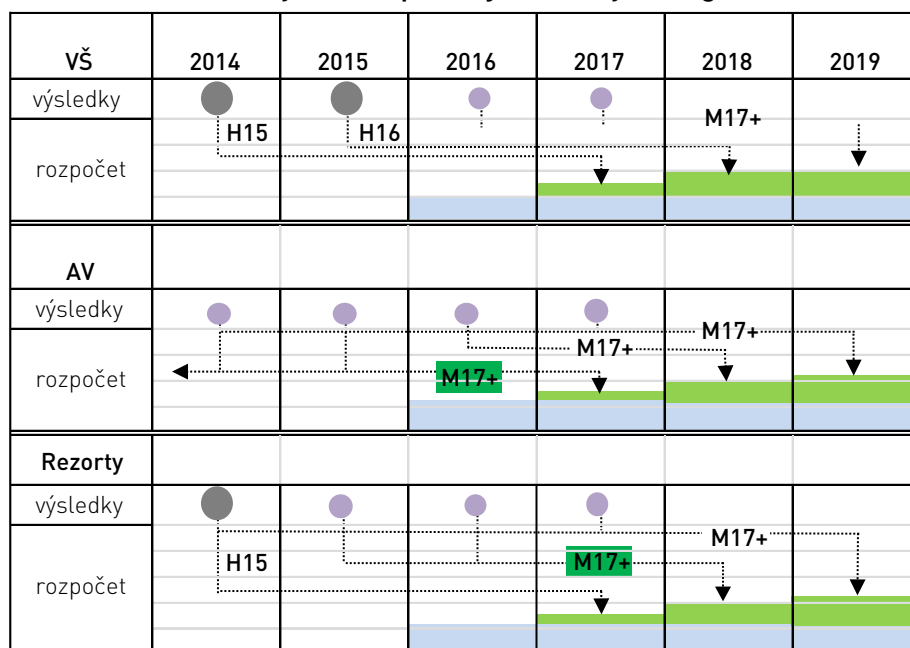 VŠ 2014 2015 2016 2017 2018 2019
výsledky
H15 H16 M17+
rozpočet
AV
výsledky
M17+
M17+
rozpočet M17+
Rezorty
výsledky
M17+
H15 M17+
rozpočet